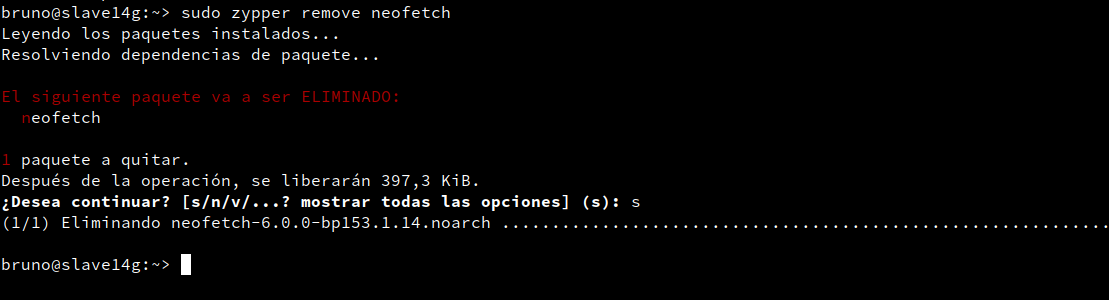 bruno@slave14g:~> sudo zypper remove neofetch
Leyendo los paquetes instalados...
Resolviendo dependencias de paquete...
El siguiente paquete va a ser ELIMINADO:
  neofetch
1 paquete a quitar.
Después de la operación, se liberarán 397,3 KiB.
¿Desea continuar? [s/n/v/...? mostrar todas las opciones] (s): s
(1/1) Eliminando neofetch-6.0.0-bp153.1.14.noarch .............................................................
bruno@slave14g:~>